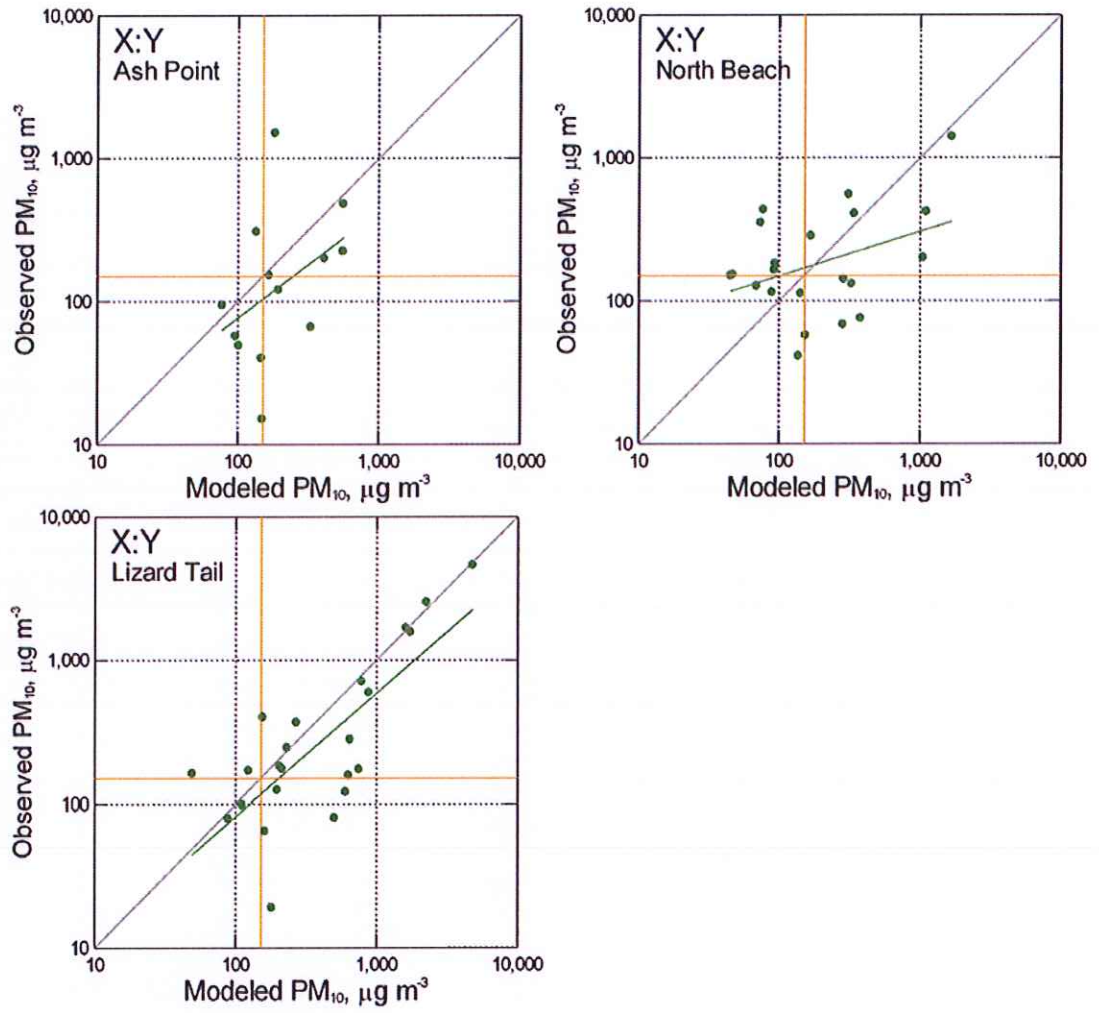 10,000
X:Y
Ash Point
1,000
100
10
Observed PM₁₀, µg m⁻³
10 100 1,000 10,000
Modeled PM₁₀, µg m⁻³
10,000
X:Y
North Beach
1,000
100
10
Observed PM₁₀, µg m⁻³
10 100 1,000 10,000
Modeled PM₁₀, µg m⁻³
10,000
X:Y
Lizard Tail
1,000
100
10
Observed PM₁₀, µg m⁻³
10 100 1,000 10,000
Modeled PM₁₀, µg m⁻³